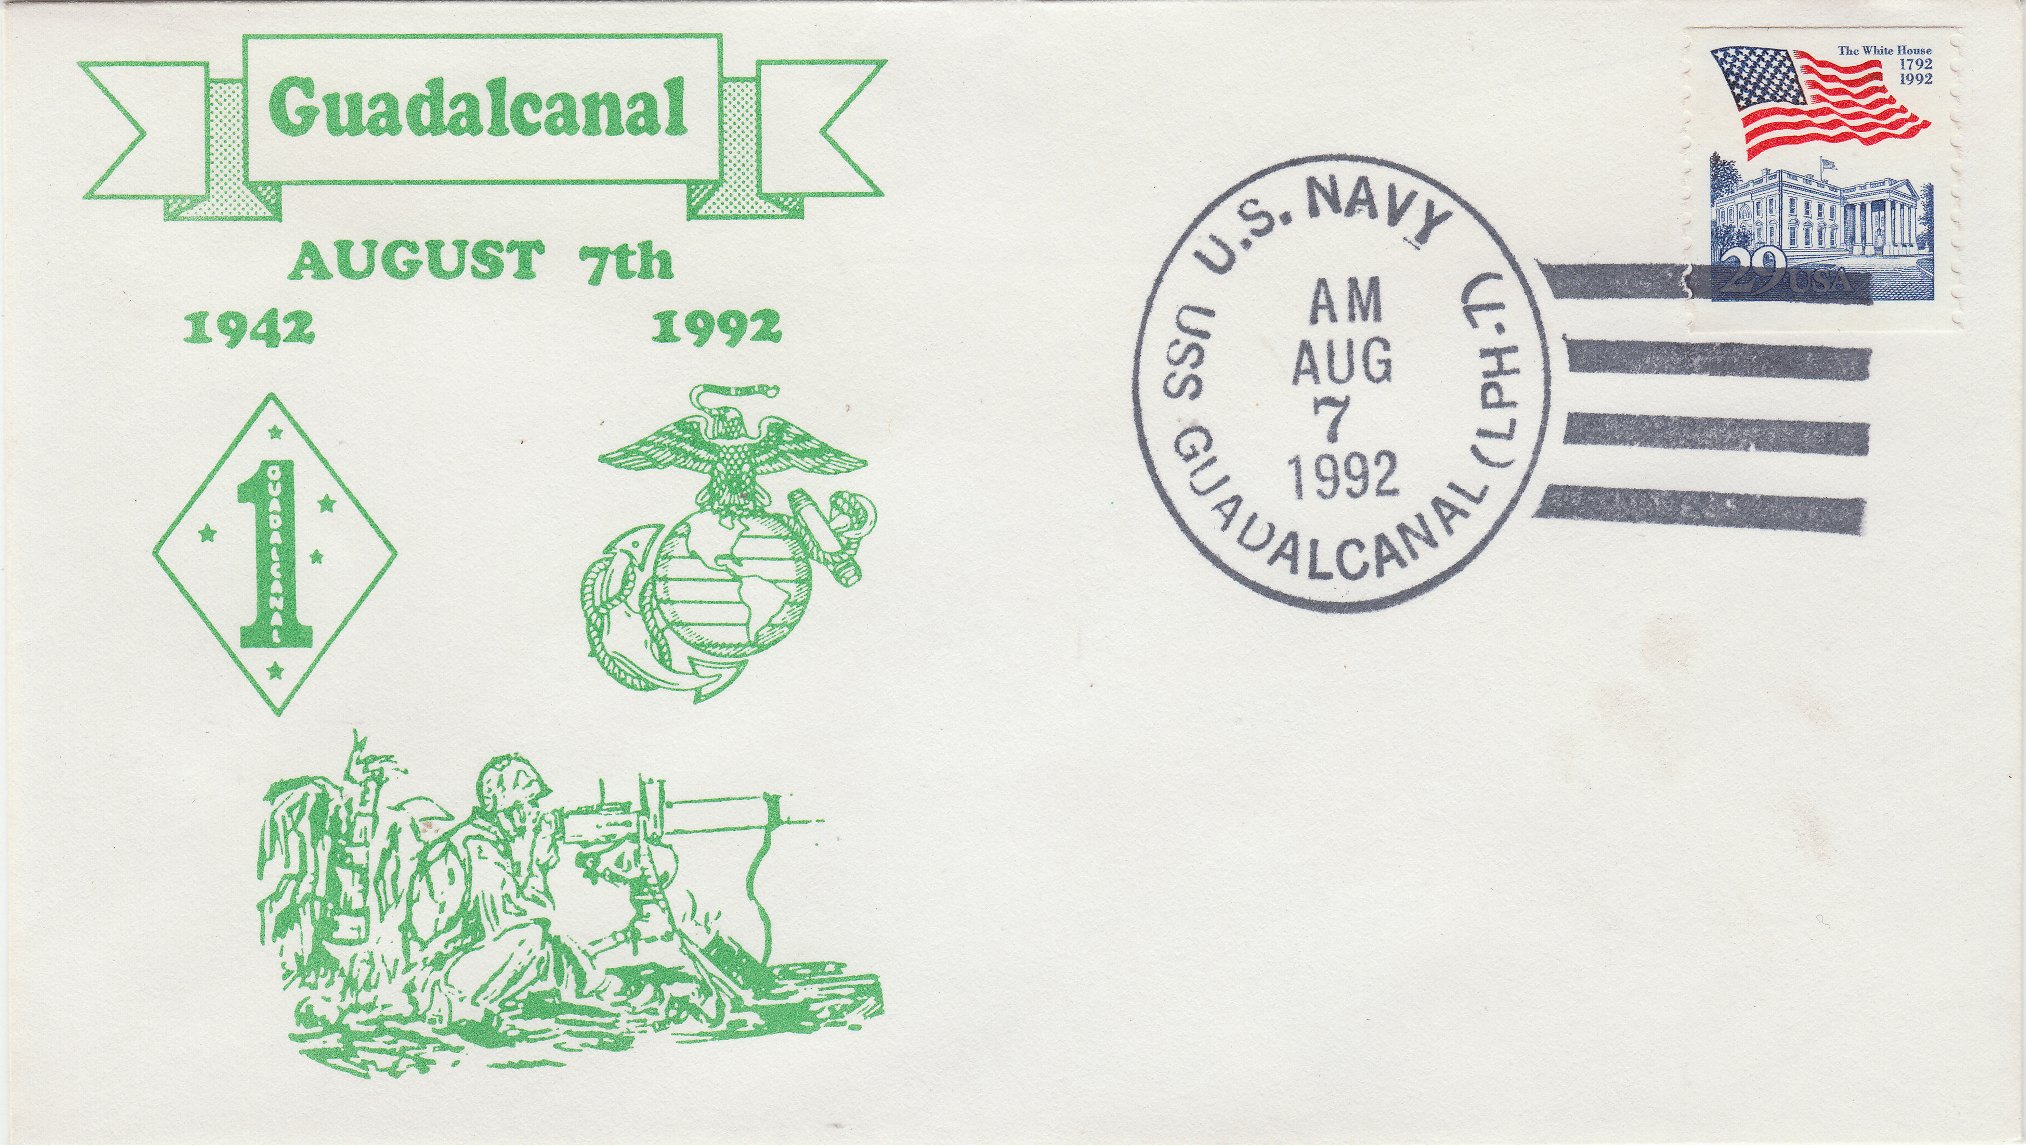 Guadalcanal
AUGUST 7th
1942 1992
1
GUADALCANAL
U.S. NAVY
USS GUADALCANAL (LPH-7)
AM
AUG
7
1992
The White House
1792
1992
29 USA